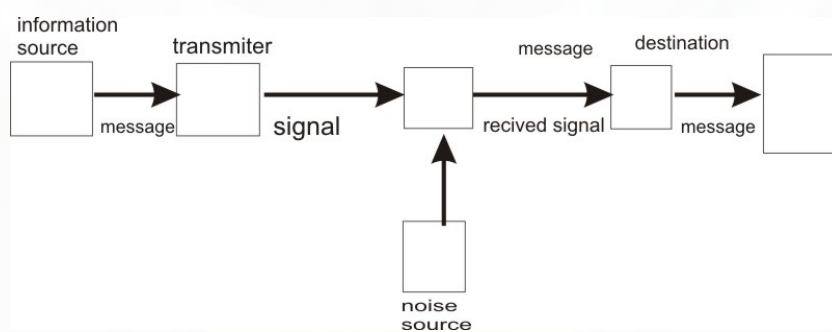 information
source
transmiter
message
destination
message
signal
recived signal
message
noise
source